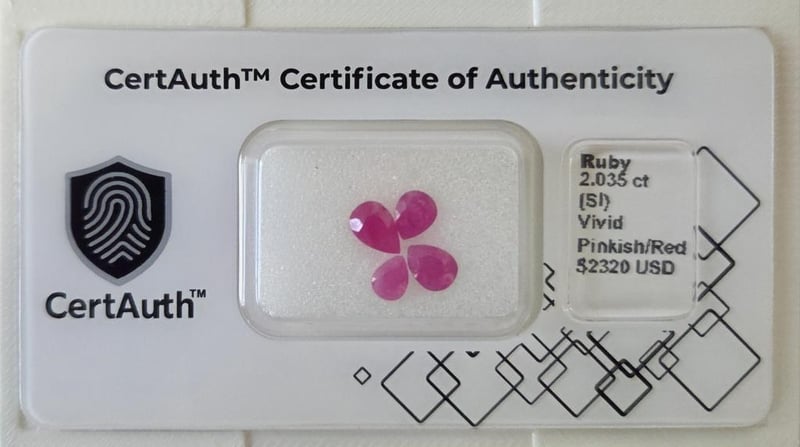 CertAuth™ Certificate of Authenticity
CertAuth™
Ruby
2.035 ct
(SI)
Vivid
Pinkish/Red
$2320 USD